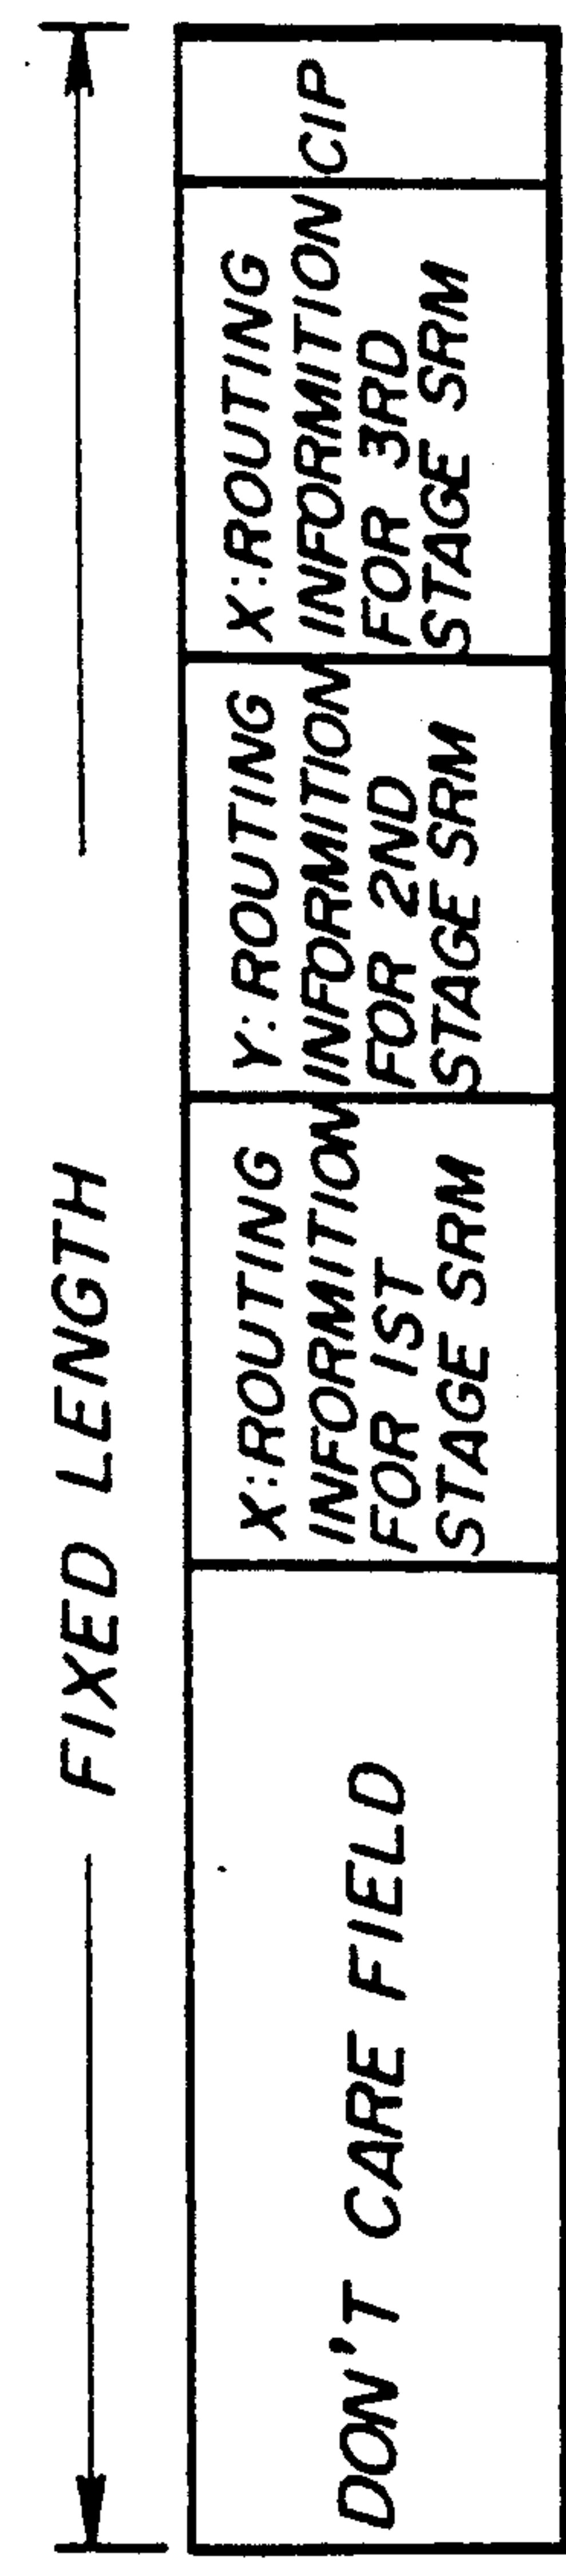 FIXED LENGTH
DON'T CARE FIELD
X:ROUTING
INFORMITION
FOR 1ST
STAGE SRM
Y:ROUTING
INFORMITION
FOR 2ND
STAGE SRM
X:ROUTING
INFORMITION
FOR 3RD
STAGE SRM
CIP